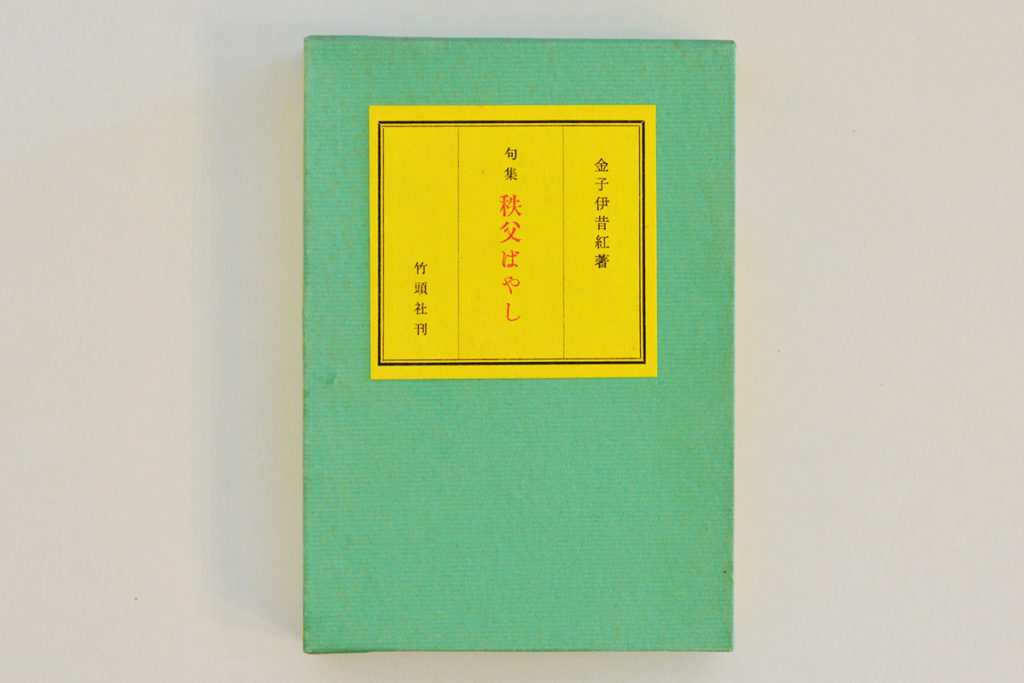 金子伊昔紅著
句集 秩父ばやし
竹頭社刊